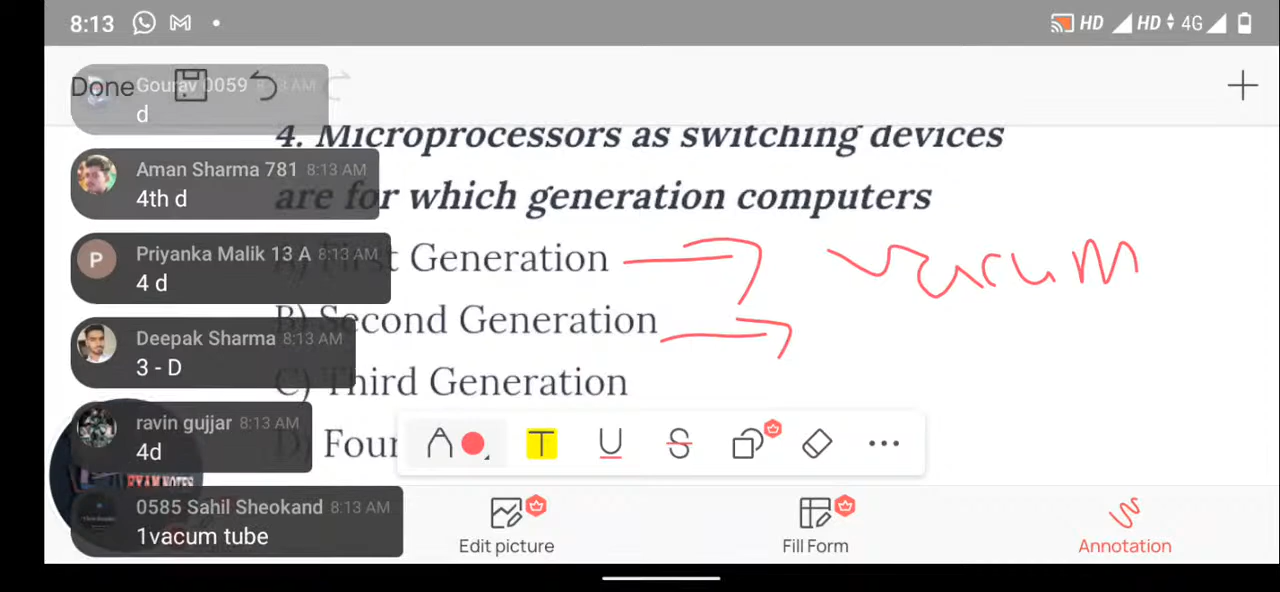 8:13 HD HD 4G
Done
Gourav 0059 8:13 AM
d
4. Microprocessors as switching devices
are for which generation computers
Aman Sharma 781 8:13 AM
4th d
A) First Generation
vacum
Priyanka Malik 13 A 8:13 AM
4 d
B) Second Generation
Deepak Sharma 8:13 AM
3 - D
C) Third Generation
ravin gujjar 8:13 AM
4d
D) Four
T U S
0585 Sahil Sheokand 8:13 AM
1vacum tube
Edit picture
Fill Form
Annotation